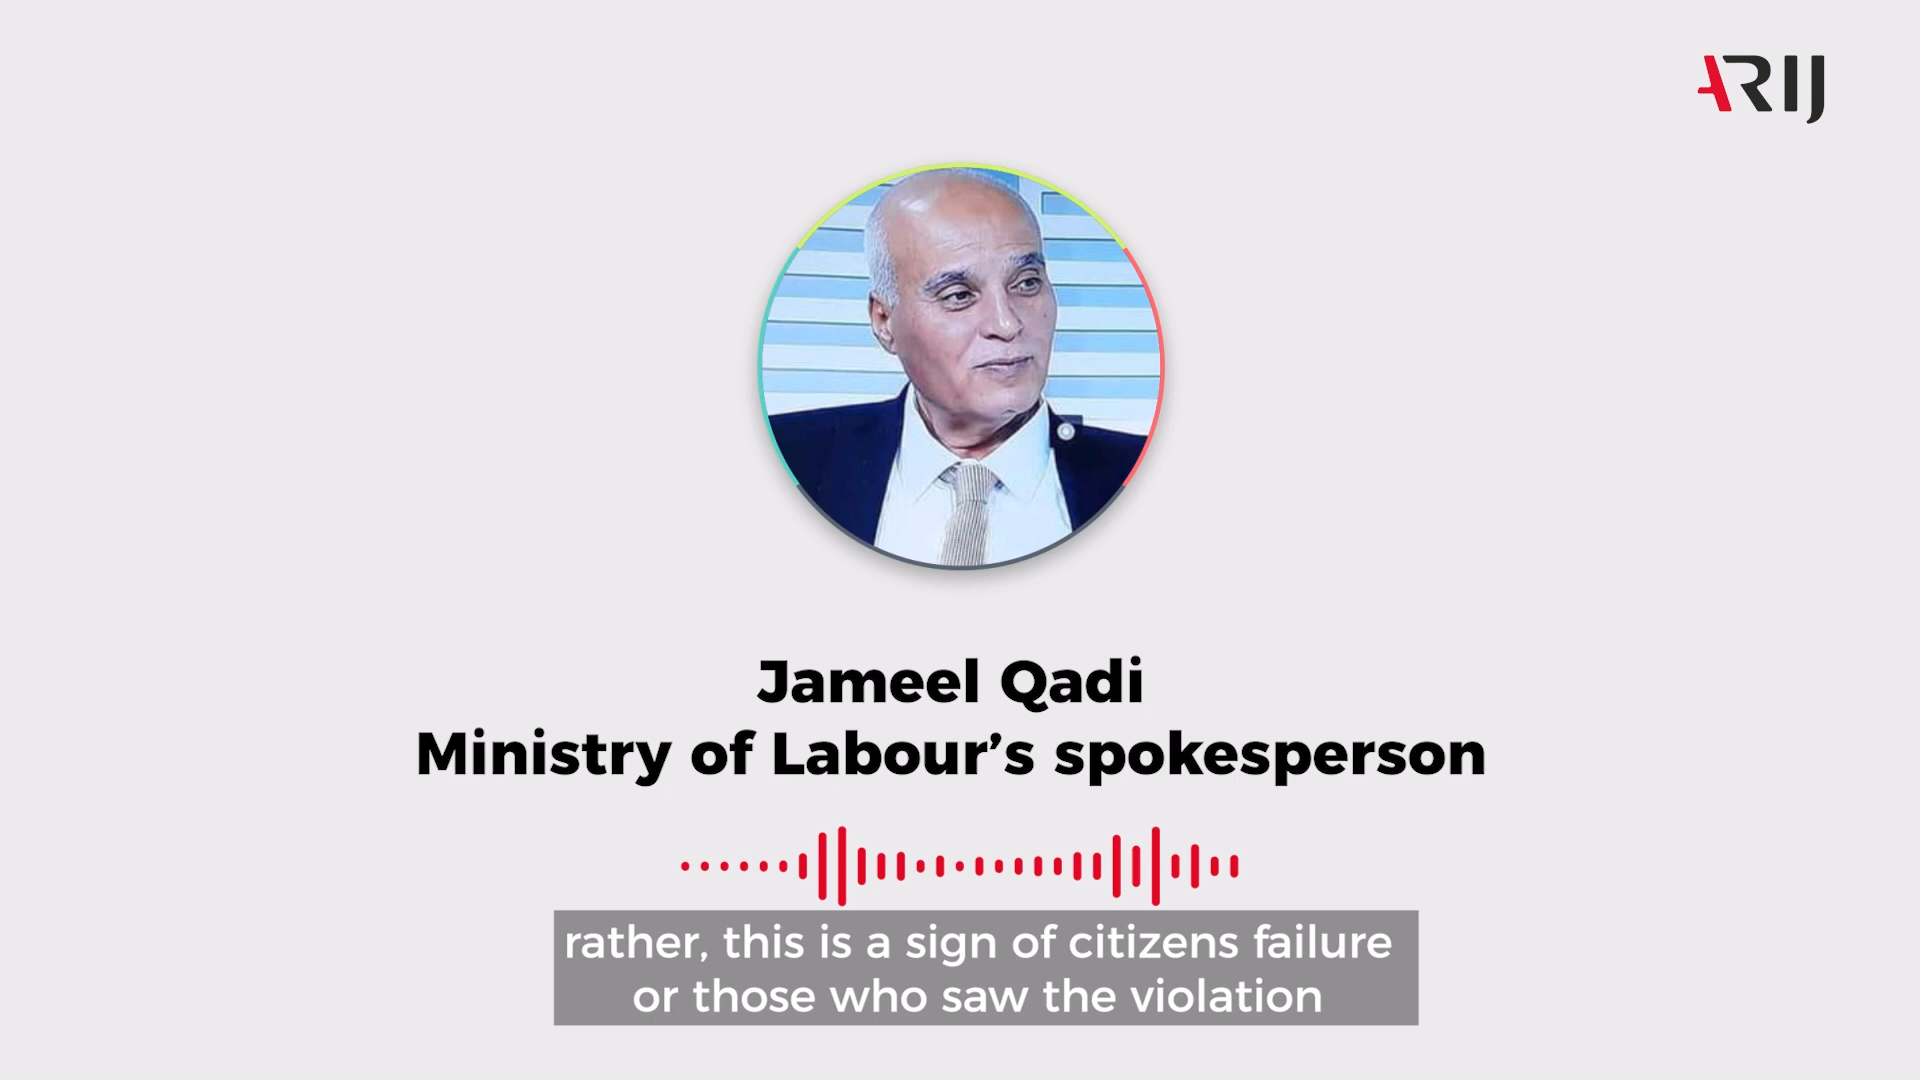 ARIJ
Jameel Qadi
Ministry of Labour’s spokesperson
rather, this is a sign of citizens failure
or those who saw the violation